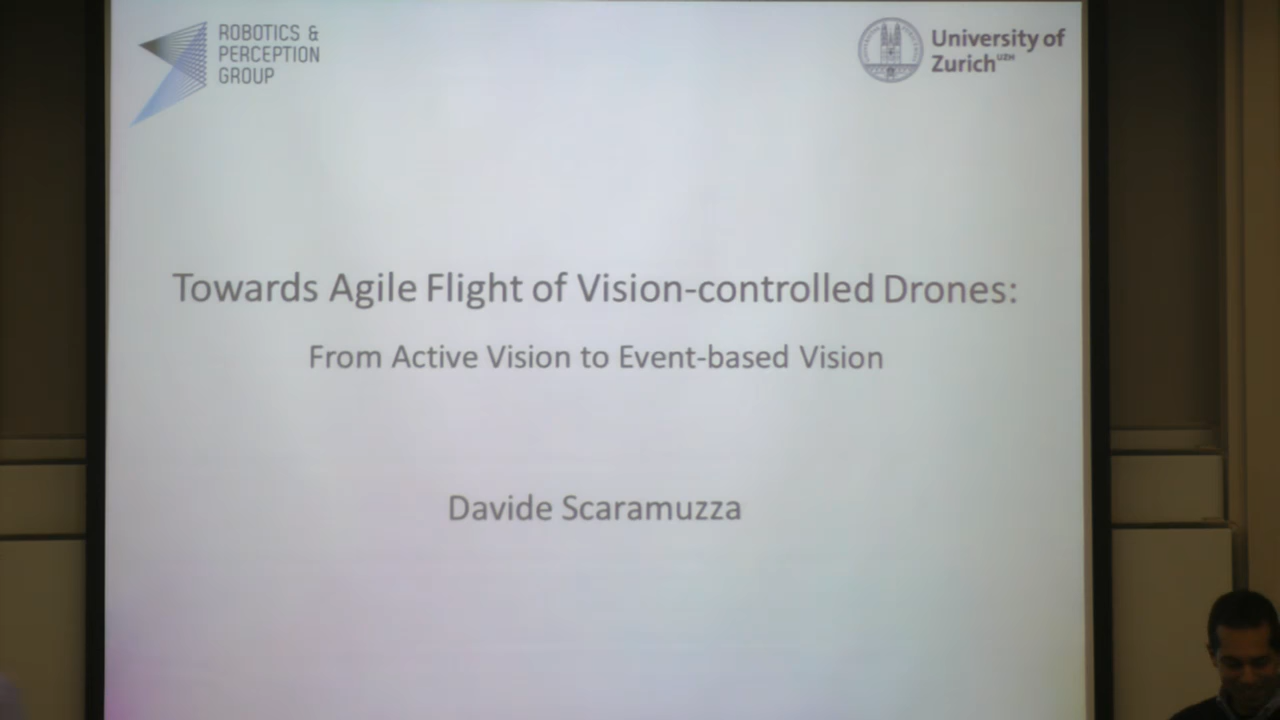 ROBOTICS &
PERCEPTION
GROUP
University of
Zurich UZH
Towards Agile Flight of Vision-controlled Drones:
From Active Vision to Event-based Vision
Davide Scaramuzza